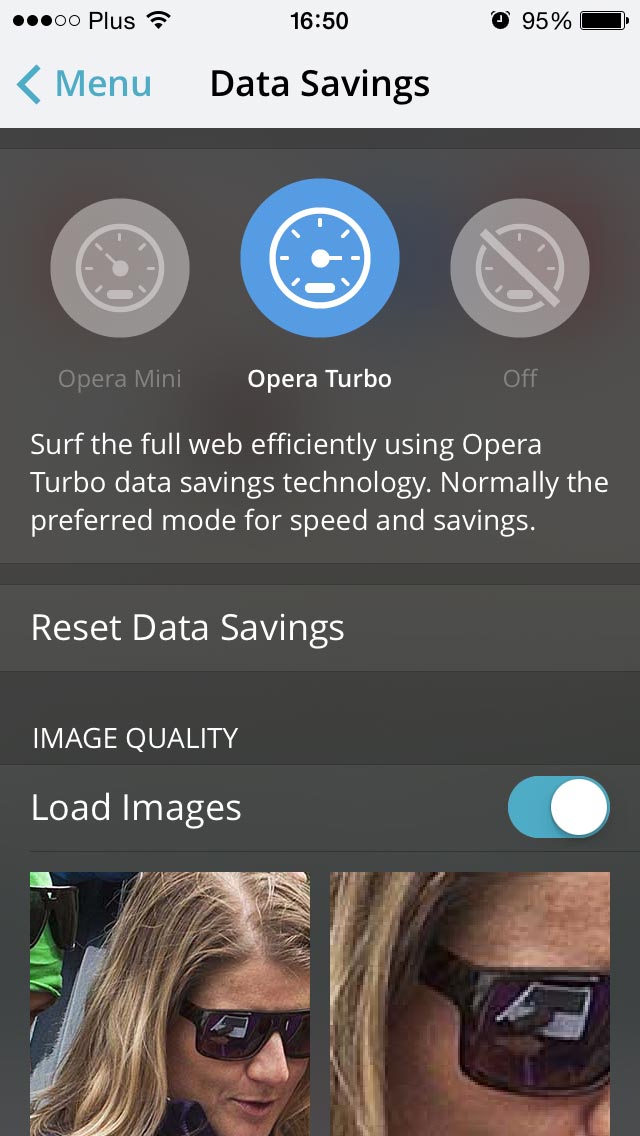 Plus 16:50 95%
Menu Data Savings
Opera Mini Opera Turbo Off
Surf the full web efficiently using Opera
Turbo data savings technology. Normally the
preferred mode for speed and savings.
Reset Data Savings
IMAGE QUALITY
Load Images